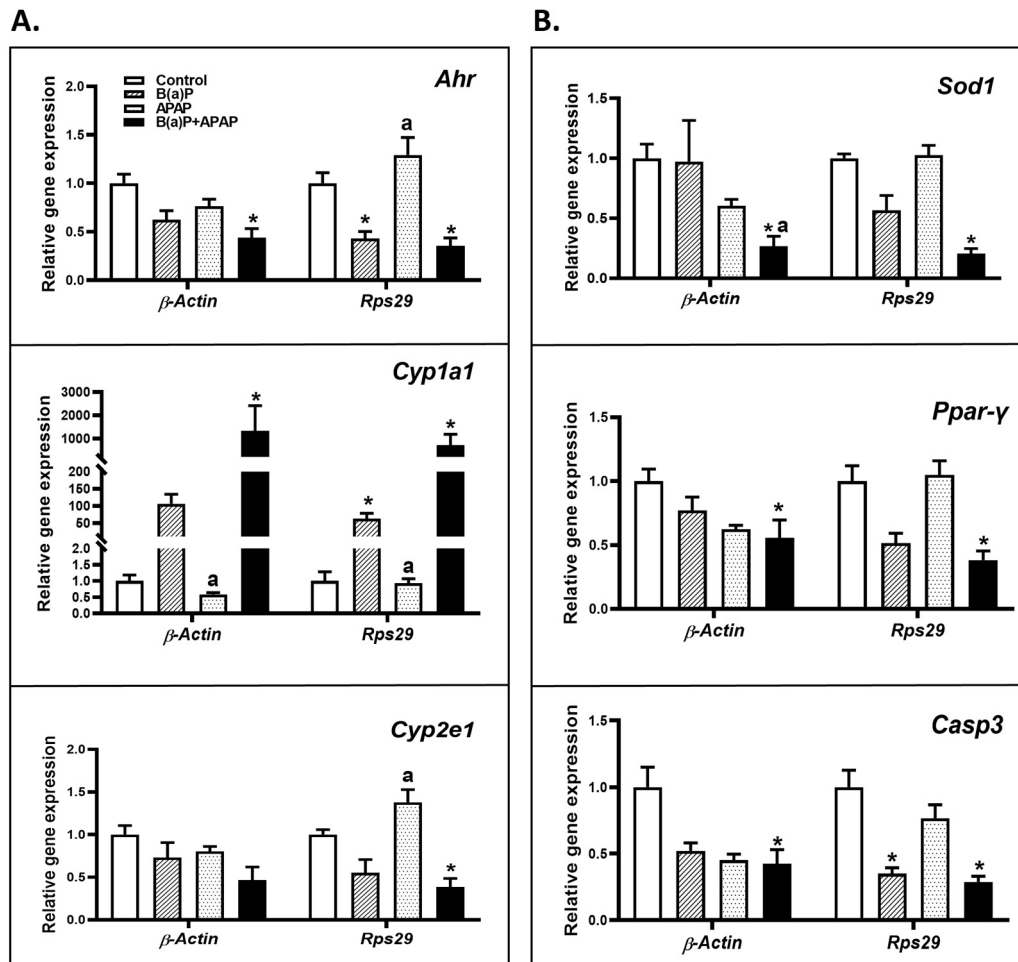 A.
Ahr
Control
B(a)P
APAP
B(a)P+APAP
Relative gene expression
2.0
1.5
1.0
0.5
0.0
*
*
a
*
β-Actin
Rps29
Cyp1a1
Relative gene expression
3000
2000
1000
200
150
100
50
2.0
1.5
1.0
0.5
0.0
a
*
*
a
*
β-Actin
Rps29
Cyp2e1
Relative gene expression
2.0
1.5
1.0
0.5
0.0
a
*
β-Actin
Rps29
B.
Sod1
Relative gene expression
1.5
1.0
0.5
0.0
* a
*
β-Actin
Rps29
Ppar-γ
Relative gene expression
1.5
1.0
0.5
0.0
*
*
β-Actin
Rps29
Casp3
Relative gene expression
1.5
1.0
0.5
0.0
*
*
*
β-Actin
Rps29